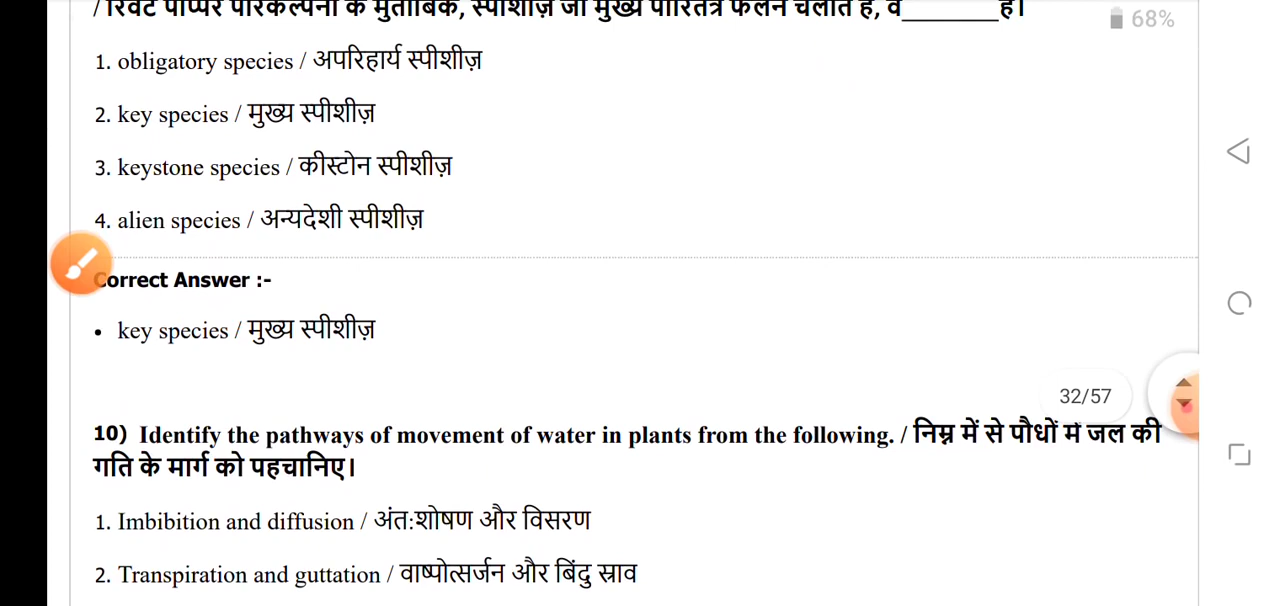 / रिवेट पॉप्पर परिकल्पना के मुताबिक, स्पीशीज़ जो मुख्य पारितंत्र फलन चलाते हैं, वे________हैं।
68%
1. obligatory species / अपरिहार्य स्पीशीज़
2. key species / मुख्य स्पीशीज़
3. keystone species / कीस्टोन स्पीशीज़
4. alien species / अन्यदेशी स्पीशीज़
Correct Answer :-
• key species / मुख्य स्पीशीज़
32/57
10) Identify the pathways of movement of water in plants from the following. / निम्न में से पौधों में जल की
गति के मार्ग को पहचानिए।
1. Imbibition and diffusion / अंत:शोषण और विसरण
2. Transpiration and guttation / वाष्पोत्सर्जन और बिंदु स्राव